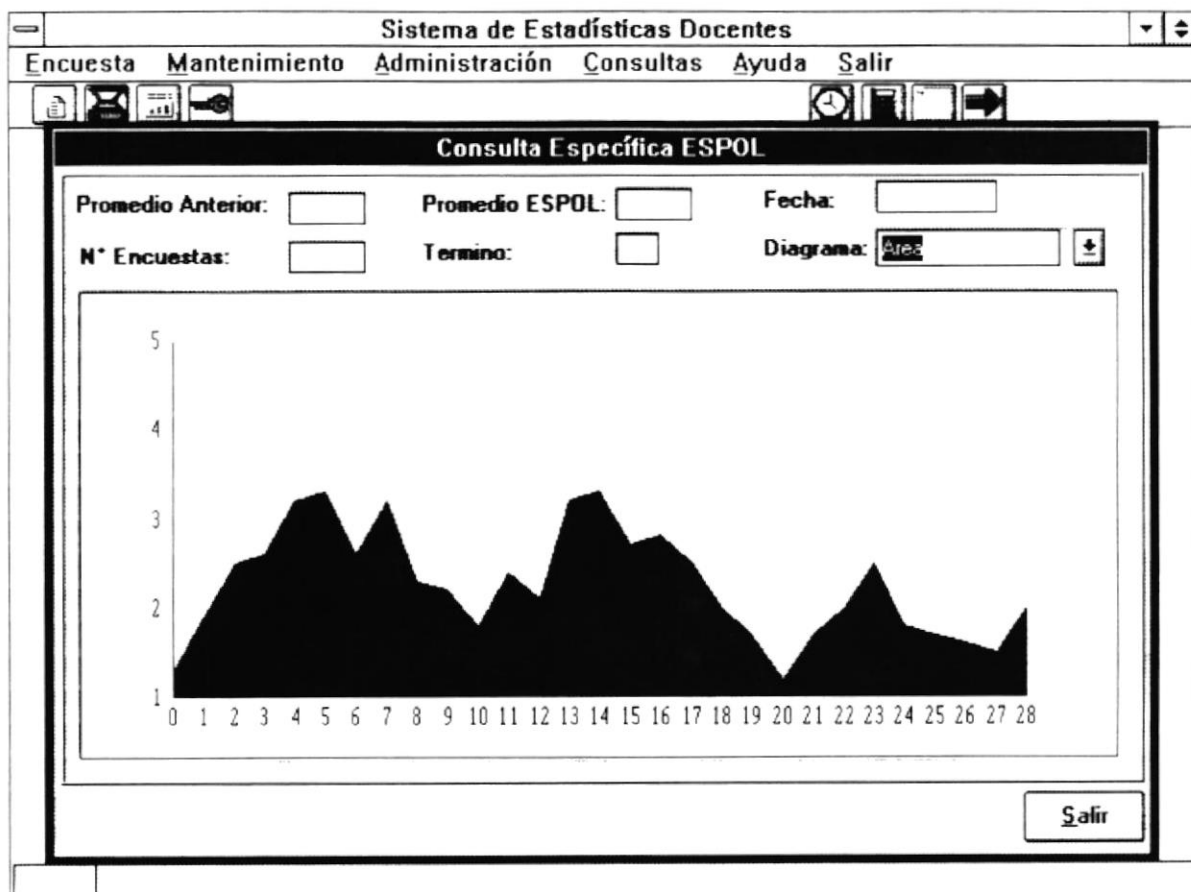 Sistema de Estadísticas Docentes
Encuesta Mantenimiento Administración Consultas Ayuda Salir
Consulta Específica ESPOL
Promedio Anterior: Promedio ESPOL: Fecha:
N° Encuestas: Termino: Diagrama: Area
5
4
3
2
1
0 1 2 3 4 5 6 7 8 9 10 11 12 13 14 15 16 17 18 19 20 21 22 23 24 25 26 27 28
Salir